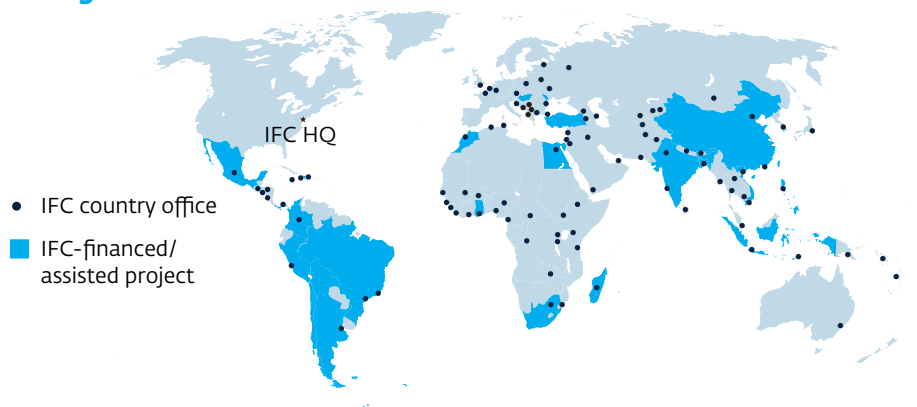 IFC HQ
IFC country office
IFC-financed/
assisted project